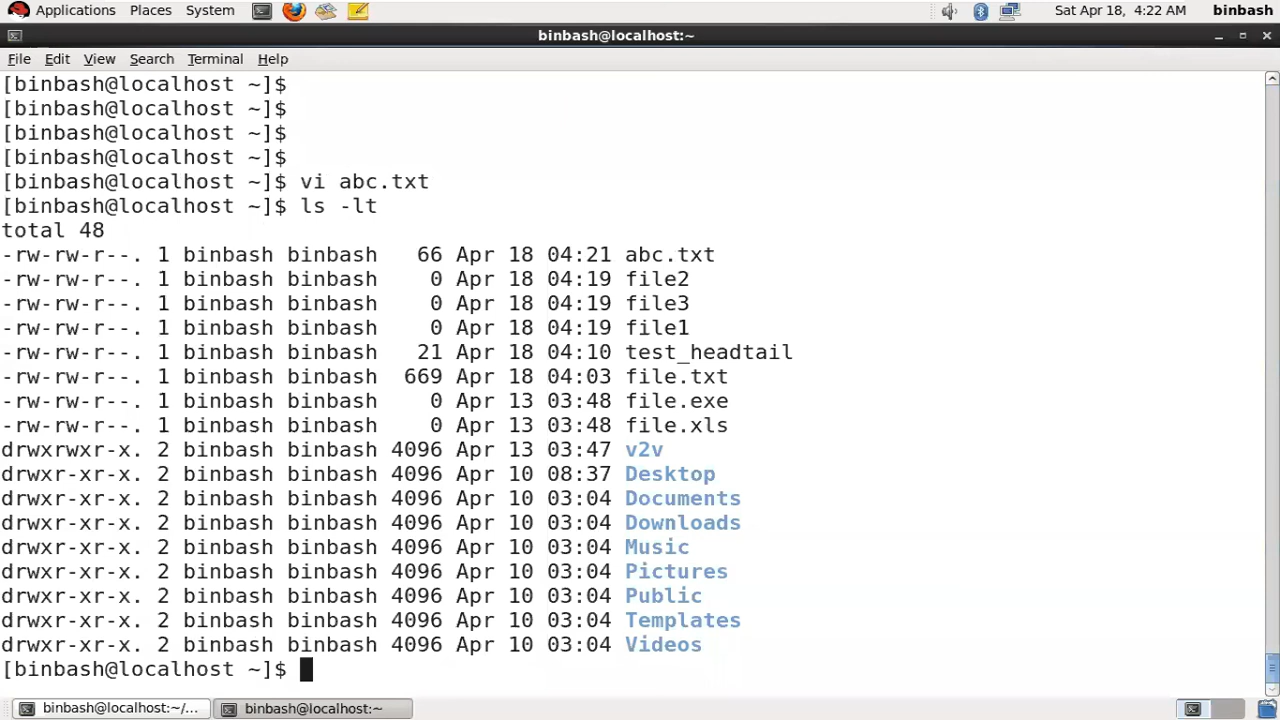 Applications Places System Sat Apr 18, 4:22 AM binbash
binbash@localhost:~
File Edit View Search Terminal Help
[binbash@localhost ~]$
[binbash@localhost ~]$
[binbash@localhost ~]$
[binbash@localhost ~]$
[binbash@localhost ~]$ vi abc.txt
[binbash@localhost ~]$ ls -lt
total 48
-rw-rw-r--. 1 binbash binbash   66 Apr 18 04:21 abc.txt
-rw-rw-r--. 1 binbash binbash    0 Apr 18 04:19 file2
-rw-rw-r--. 1 binbash binbash    0 Apr 18 04:19 file3
-rw-rw-r--. 1 binbash binbash    0 Apr 18 04:19 file1
-rw-rw-r--. 1 binbash binbash   21 Apr 18 04:10 test_headtail
-rw-rw-r--. 1 binbash binbash  669 Apr 18 04:03 file.txt
-rw-rw-r--. 1 binbash binbash    0 Apr 13 03:48 file.exe
-rw-rw-r--. 1 binbash binbash    0 Apr 13 03:48 file.xls
drwxrwxr-x. 2 binbash binbash 4096 Apr 13 03:47 v2v
drwxr-xr-x. 2 binbash binbash 4096 Apr 10 08:37 Desktop
drwxr-xr-x. 2 binbash binbash 4096 Apr 10 03:04 Documents
drwxr-xr-x. 2 binbash binbash 4096 Apr 10 03:04 Downloads
drwxr-xr-x. 2 binbash binbash 4096 Apr 10 03:04 Music
drwxr-xr-x. 2 binbash binbash 4096 Apr 10 03:04 Pictures
drwxr-xr-x. 2 binbash binbash 4096 Apr 10 03:04 Public
drwxr-xr-x. 2 binbash binbash 4096 Apr 10 03:04 Templates
drwxr-xr-x. 2 binbash binbash 4096 Apr 10 03:04 Videos
[binbash@localhost ~]$
binbash@localhost:~/... binbash@localhost:~